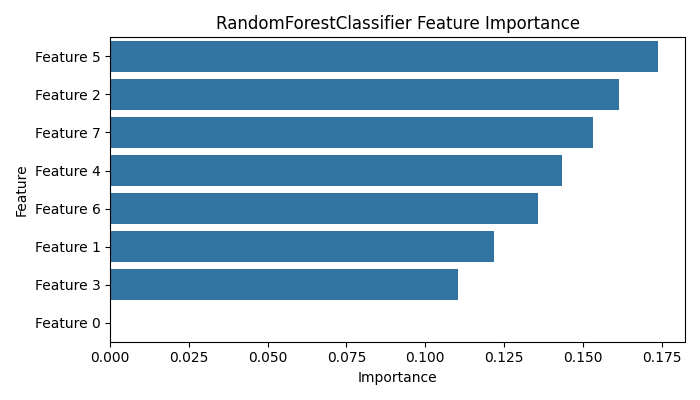 RandomForestClassifier Feature Importance
Feature
Feature 5
Feature 2
Feature 7
Feature 4
Feature 6
Feature 1
Feature 3
Feature 0
0.000 0.025 0.050 0.075 0.100 0.125 0.150 0.175
Importance